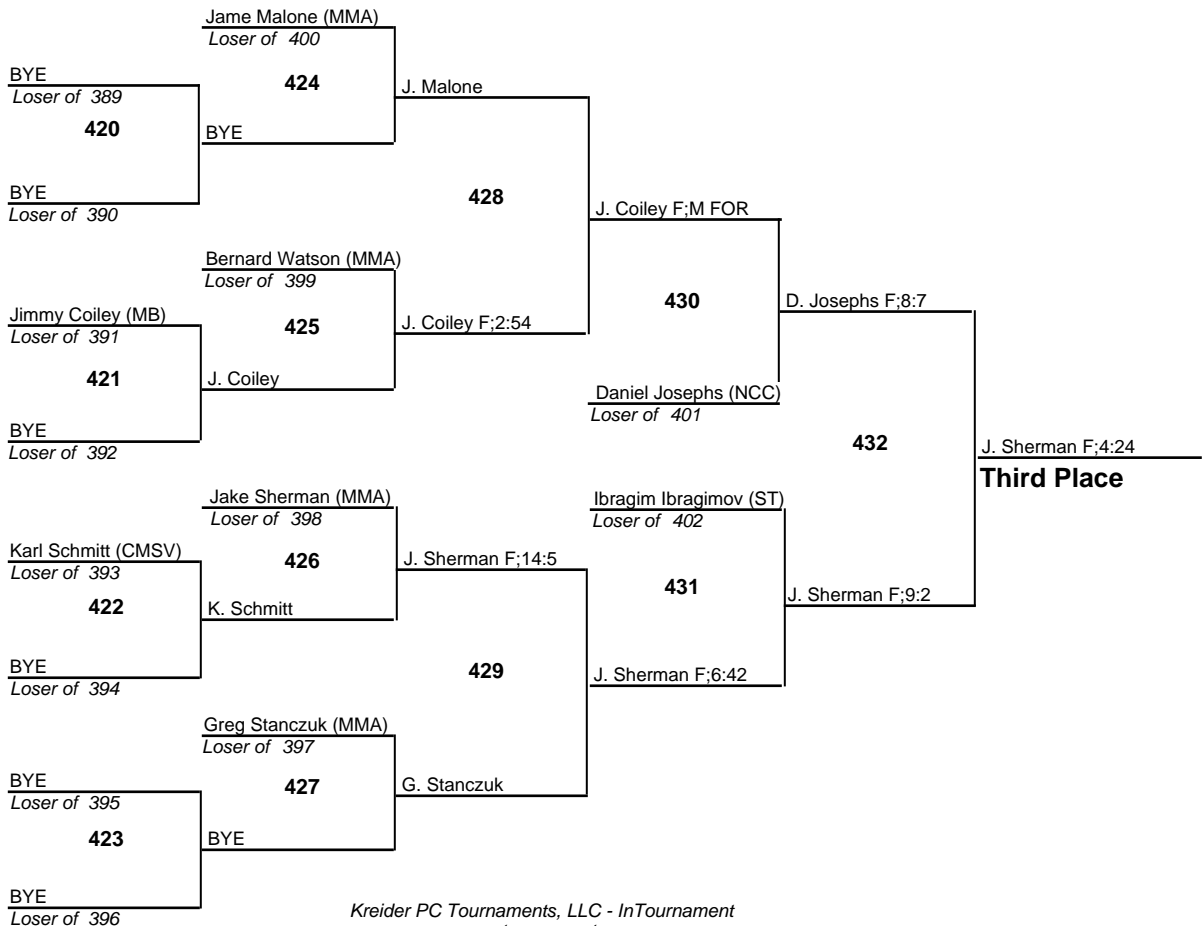 Jame Malone (MMA)
Loser of 400
BYE
Loser of 389
424
J. Malone
420
BYE
BYE
Loser of 390
428
J. Coiley F;M FOR
Bernard Watson (MMA)
Loser of 399
Jimmy Coiley (MB)
Loser of 391
425
J. Coiley F;2:54
430
D. Josephs F;8:7
421
J. Coiley
Daniel Josephs (NCC)
Loser of 401
BYE
Loser of 392
432
J. Sherman F;4:24
Third Place
Jake Sherman (MMA)
Loser of 398
Ibragim Ibragimov (ST)
Loser of 402
Karl Schmitt (CMSV)
Loser of 393
426
J. Sherman F;14:5
431
J. Sherman F;9:2
422
K. Schmitt
BYE
Loser of 394
429
J. Sherman F;6:42
Greg Stanczuk (MMA)
Loser of 397
BYE
Loser of 395
427
G. Stanczuk
423
BYE
BYE
Loser of 396
Kreider PC Tournaments, LLC - InTournament